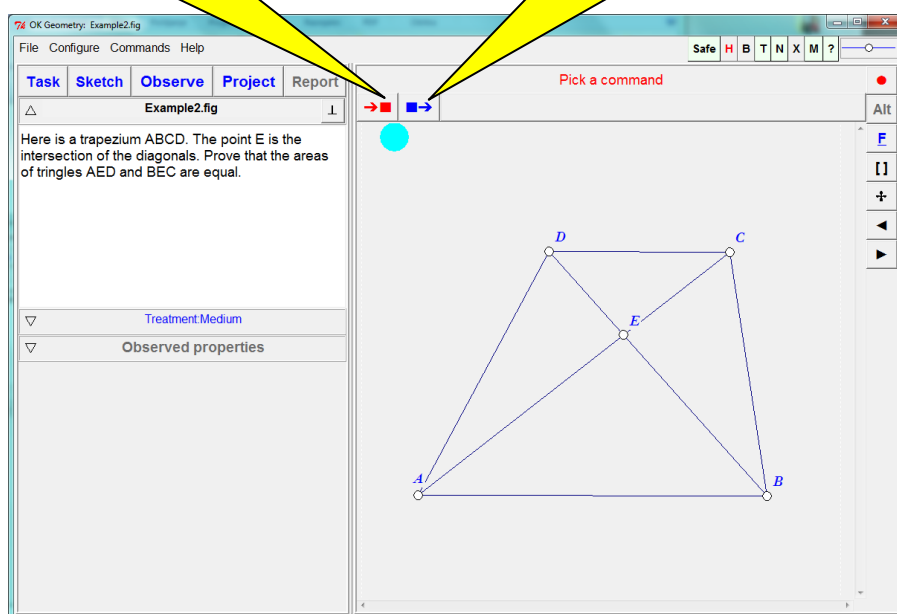 OK Geometry: Example2.fig
File Configure Commands Help
Safe H B T N X M ?
Task Sketch Observe Project Report
Pick a command
Example2.fig
Alt
Here is a trapezium ABCD. The point E is the
intersection of the diagonals. Prove that the areas
of tringles AED and BEC are equal.
F
[ ]
D
C
E
Treatment:Medium
Observed properties
A
B